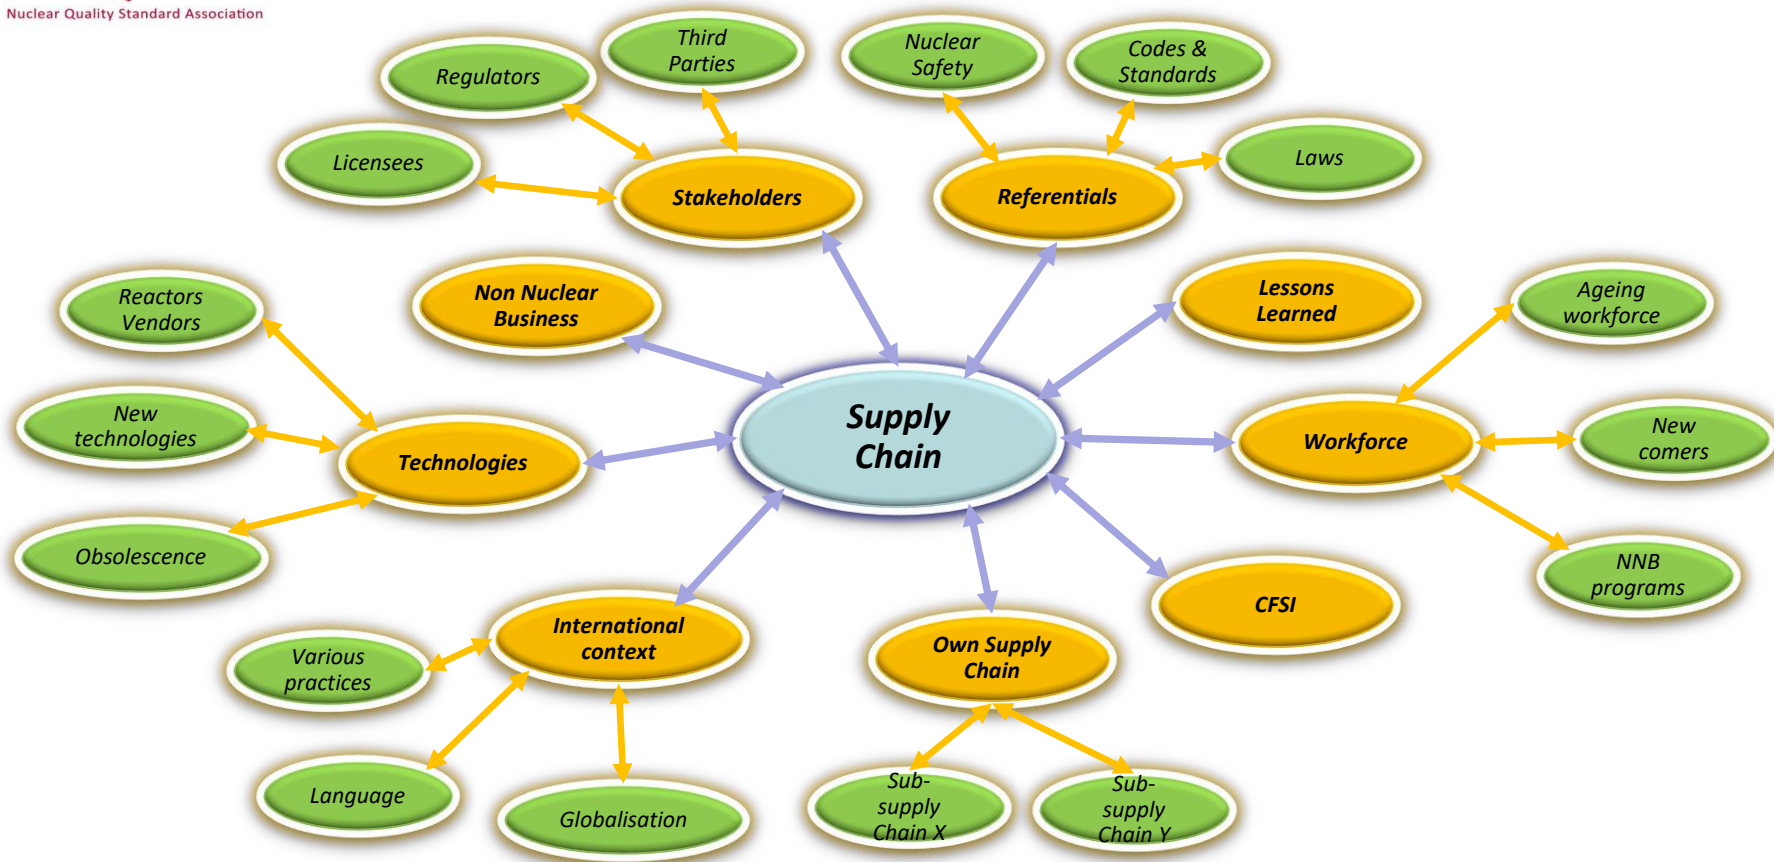 Nuclear Quality Standard Association
Third
Parties
Nuclear
Safety
Codes &
Standards
Regulators
Licensees
Laws
Stakeholders
Referentials
Non Nuclear
Business
Lessons
Learned
Reactors
Vendors
Ageing
workforce
New
technologies
Supply
Chain
Technologies
Workforce
New
comers
Obsolescence
NNB
programs
CFSI
International
context
Own Supply
Chain
Various
practices
Language
Globalisation
Sub-
supply
Chain X
Sub-
supply
Chain Y